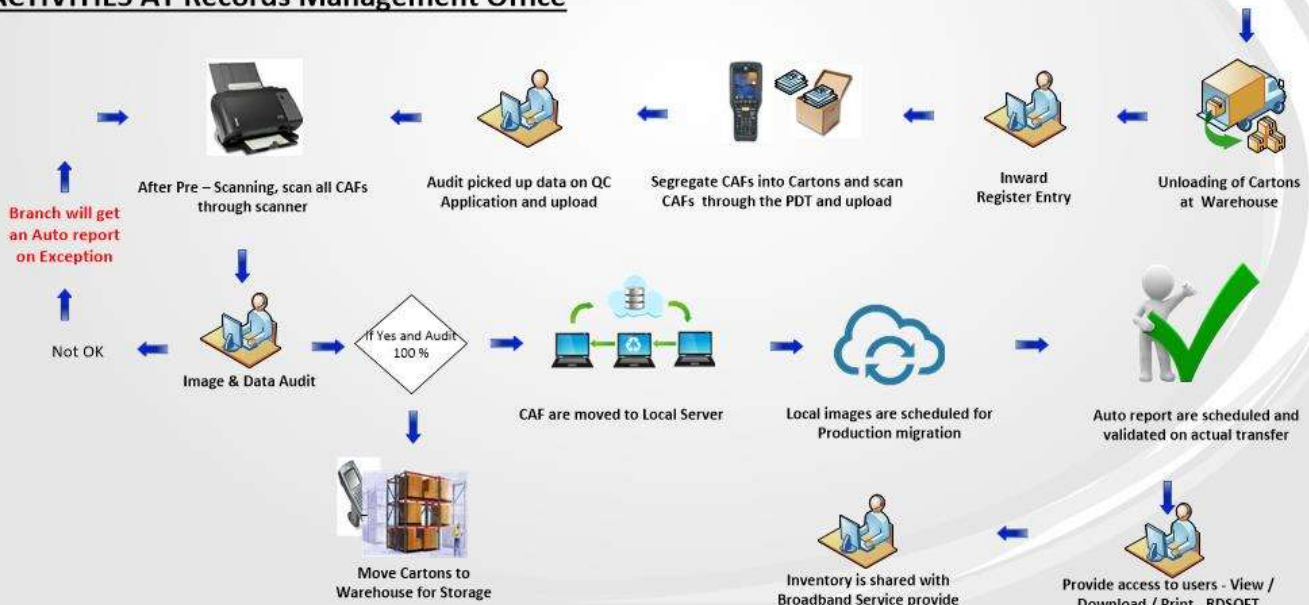 ACTIVITIES AT Records Management Office
Unloading of Cartons
at Warehouse
Inward
Register Entry
Segregate CAFs into Cartons and scan
CAFs through the PDT and upload
Audit picked up data on QC
Application and upload
After Pre – Scanning, scan all CAFs
through scanner
Branch will get
an Auto report
on Exception
Not OK
Image & Data Audit
If Yes and Audit
100 %
CAF are moved to Local Server
Local images are scheduled for
Production migration
Auto report are scheduled and
validated on actual transfer
Move Cartons to
Warehouse for Storage
Inventory is shared with
Broadband Service provide
Provide access to users - View /
Download / Print - BDSOFT